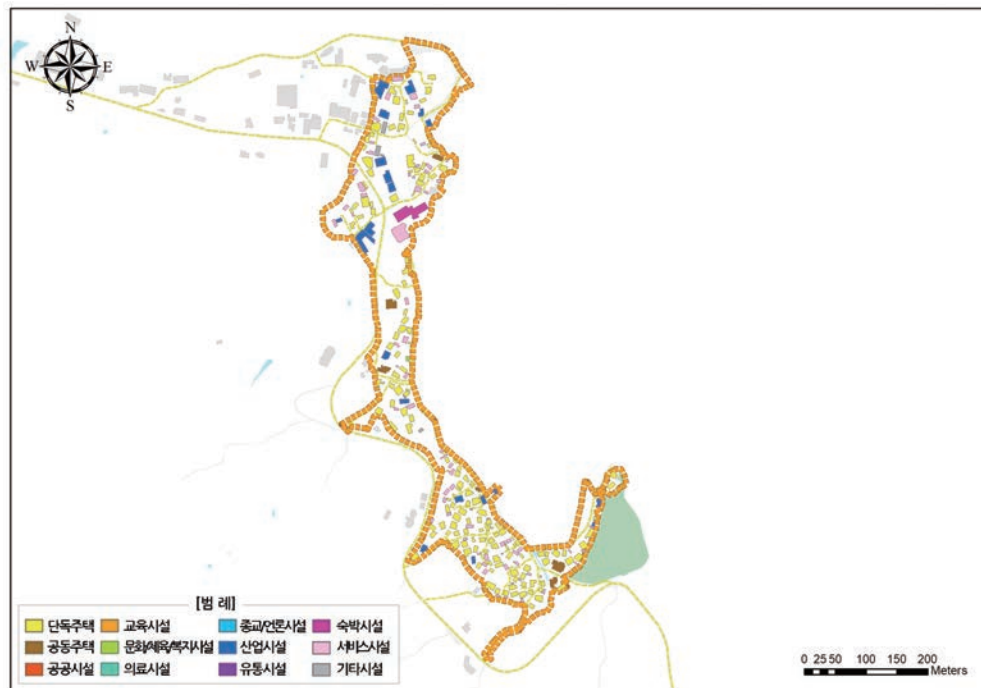 N
W E
S
[범 례]
단독주택 교육시설 종교/언론시설 숙박시설
공동주택 문화/체육/복지시설 산업시설 서비스시설
공공시설 의료시설 유통시설 기타시설
0 25 50 100 150 200
Meters